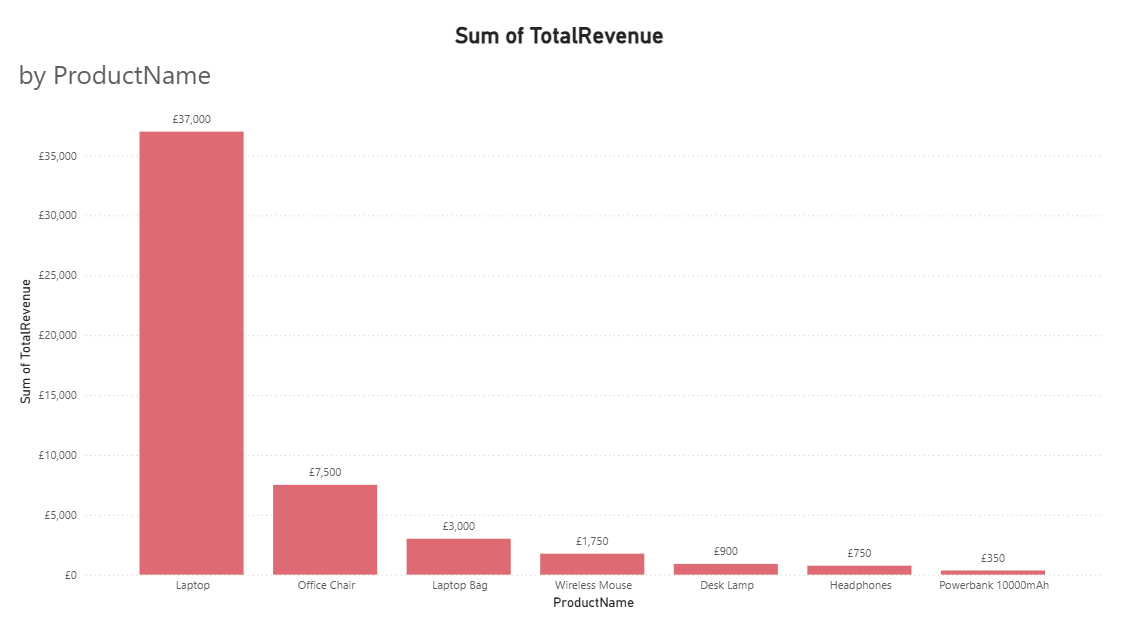 Sum of TotalRevenue
by ProductName
£37,000
£35,000
£30,000
£25,000
£20,000
£15,000
£10,000
£5,000
£0
Sum of TotalRevenue
£7,500
£3,000
£1,750
£900
£750
£350
Laptop
Office Chair
Laptop Bag
Wireless Mouse
Desk Lamp
Headphones
Powerbank 10000mAh
ProductName